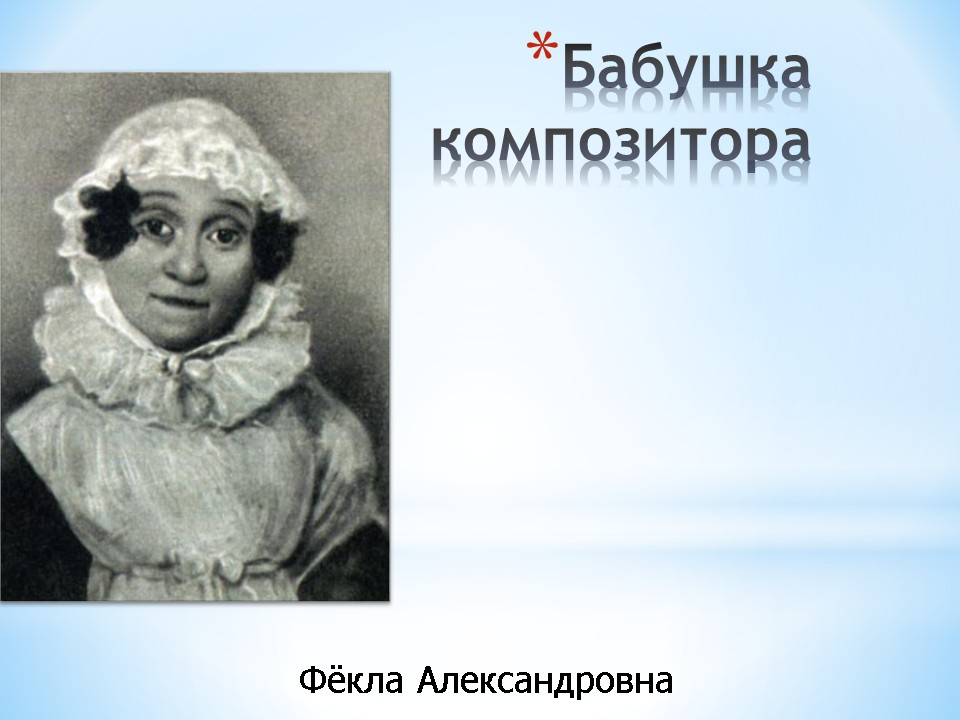 *Бабушка
композитора
Фёкла Александровна